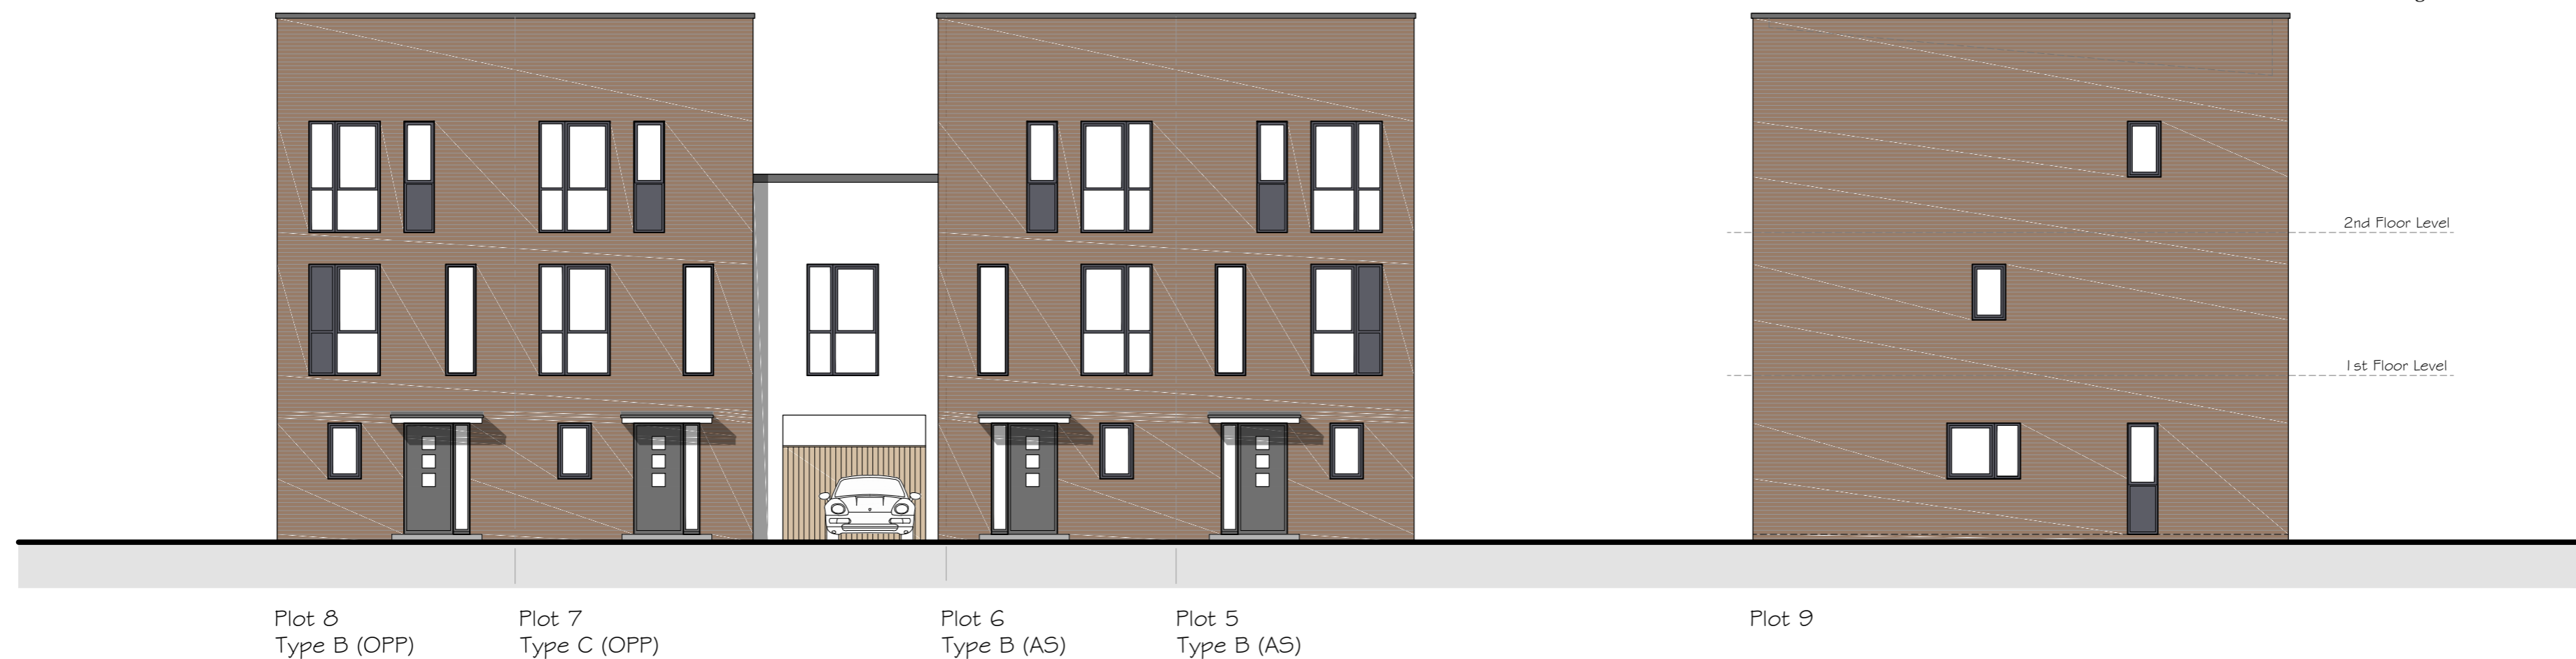 2nd Floor Level
1st Floor Level
Plot 8
Type B (OPP)
Plot 7
Type C (OPP)
Plot 6
Type B (AS)
Plot 5
Type B (AS)
Plot 9